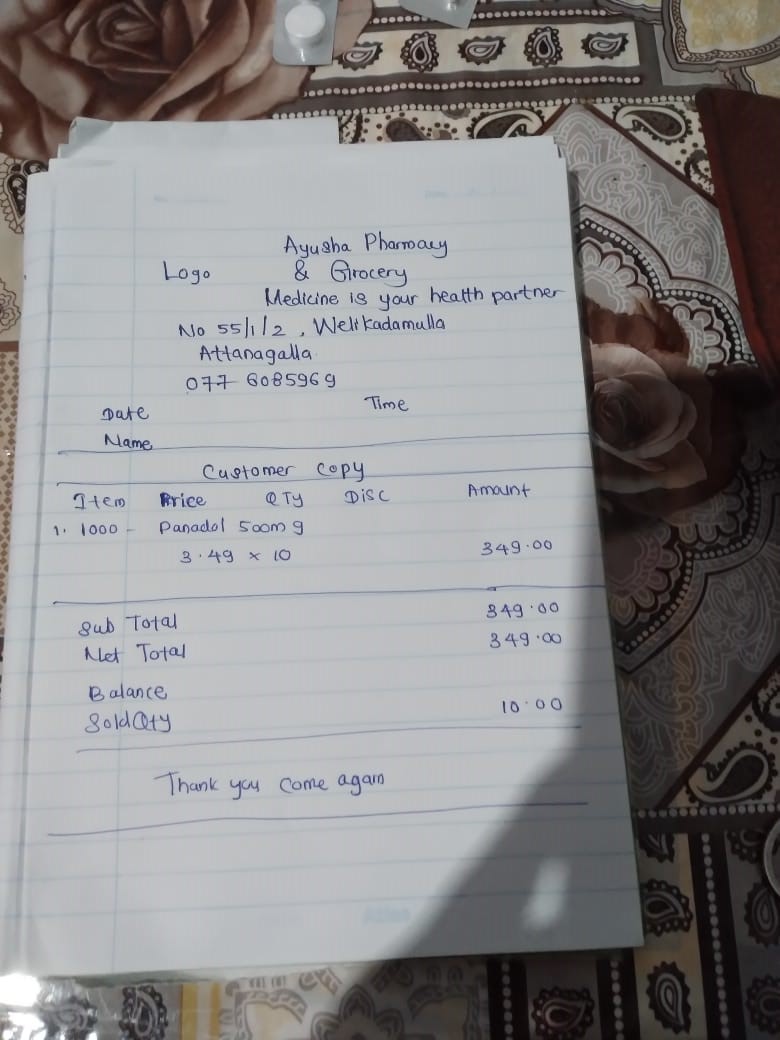 Ayusha Pharmacy
Logo & Grocery
Medicine is your health partner
No 55/1/2, Welikadamulla
Attanagalla
077 6085969
Date Time
Name
Customer copy
Item Price QTY DISC Amount
1. 1000 - Panadol 500mg
3.49 x 10 349.00
Sub Total 349.00
Net Total 349.00
Balance
Sold Qty 10.00
Thank you come again